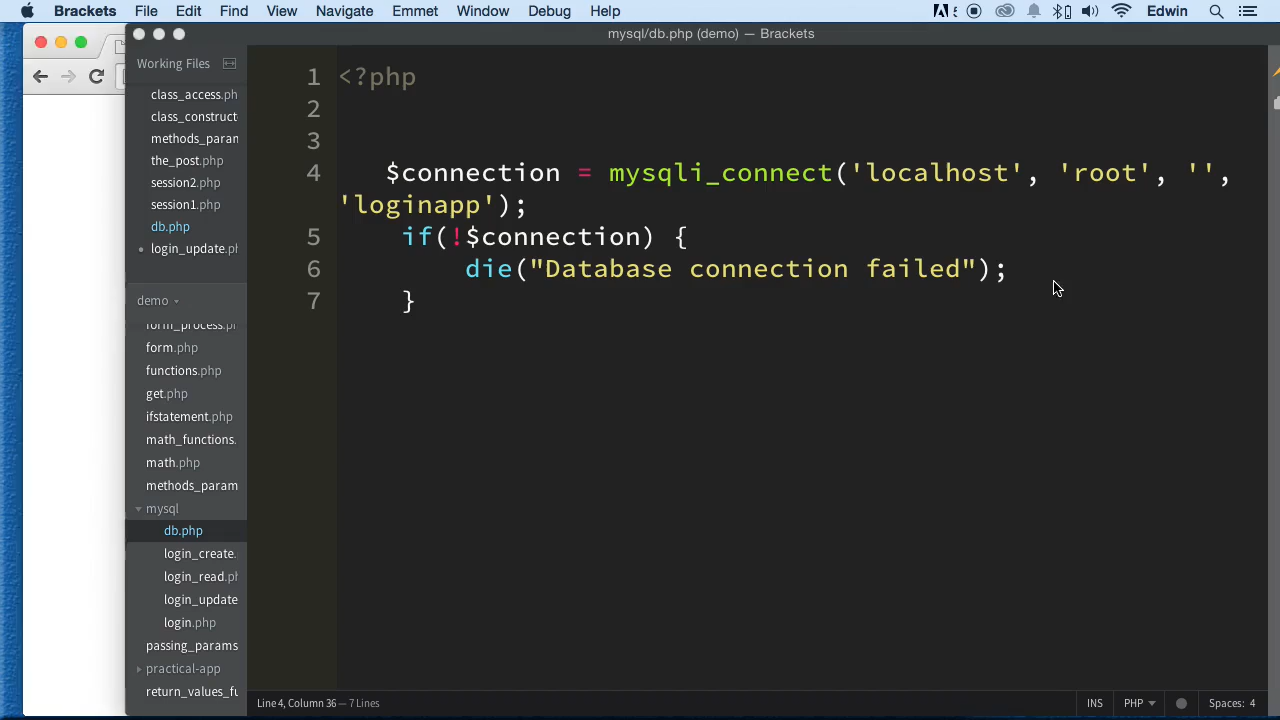 Brackets File Edit Find View Navigate Emmet Window Debug Help Edwin
mysql/db.php (demo) — Brackets
Working Files
class_access.ph
class_construct
methods_param
the_post.php
session2.php
session1.php
db.php
login_update.ph
demo
form_process.p
form.php
functions.php
get.php
ifstatement.php
math_functions.
math.php
methods_param
mysql
db.php
login_create.
login_read.ph
login_update
login.php
passing_params
practical-app
return_values_fu
1 <?php
2
3
4 $connection = mysqli_connect('localhost', 'root', '',
'loginapp');
5 if(!$connection) {
6 die("Database connection failed");
7 }
Line 4, Column 36 — 7 Lines
INS PHP Spaces: 4